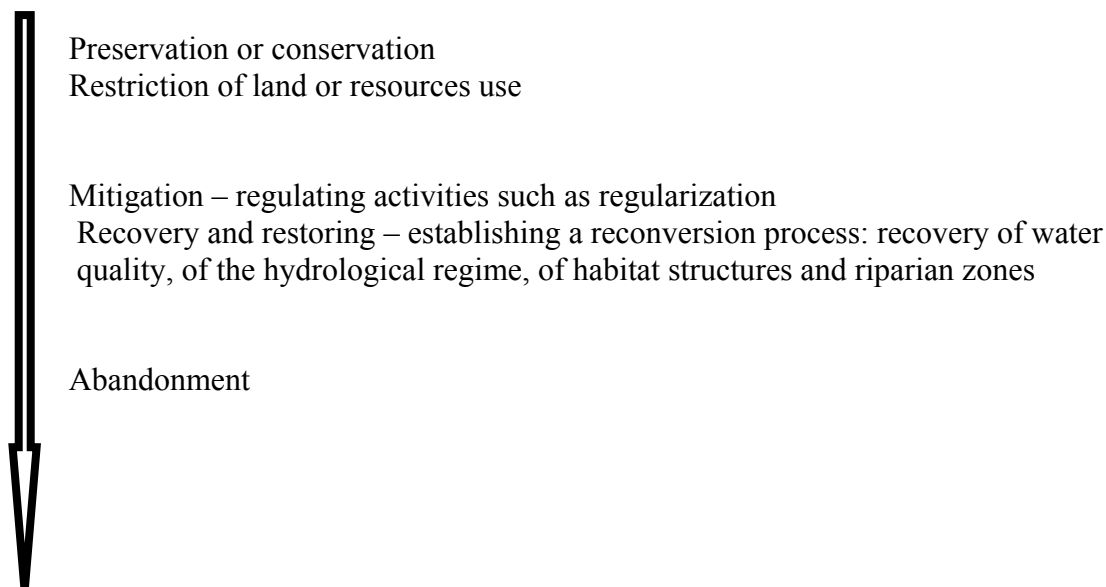 Preservation or conservation
Restriction of land or resources use
Mitigation – regulating activities such as regularization
Recovery and restoring – establishing a reconversion process: recovery of water
quality, of the hydrological regime, of habitat structures and riparian zones
Abandonment